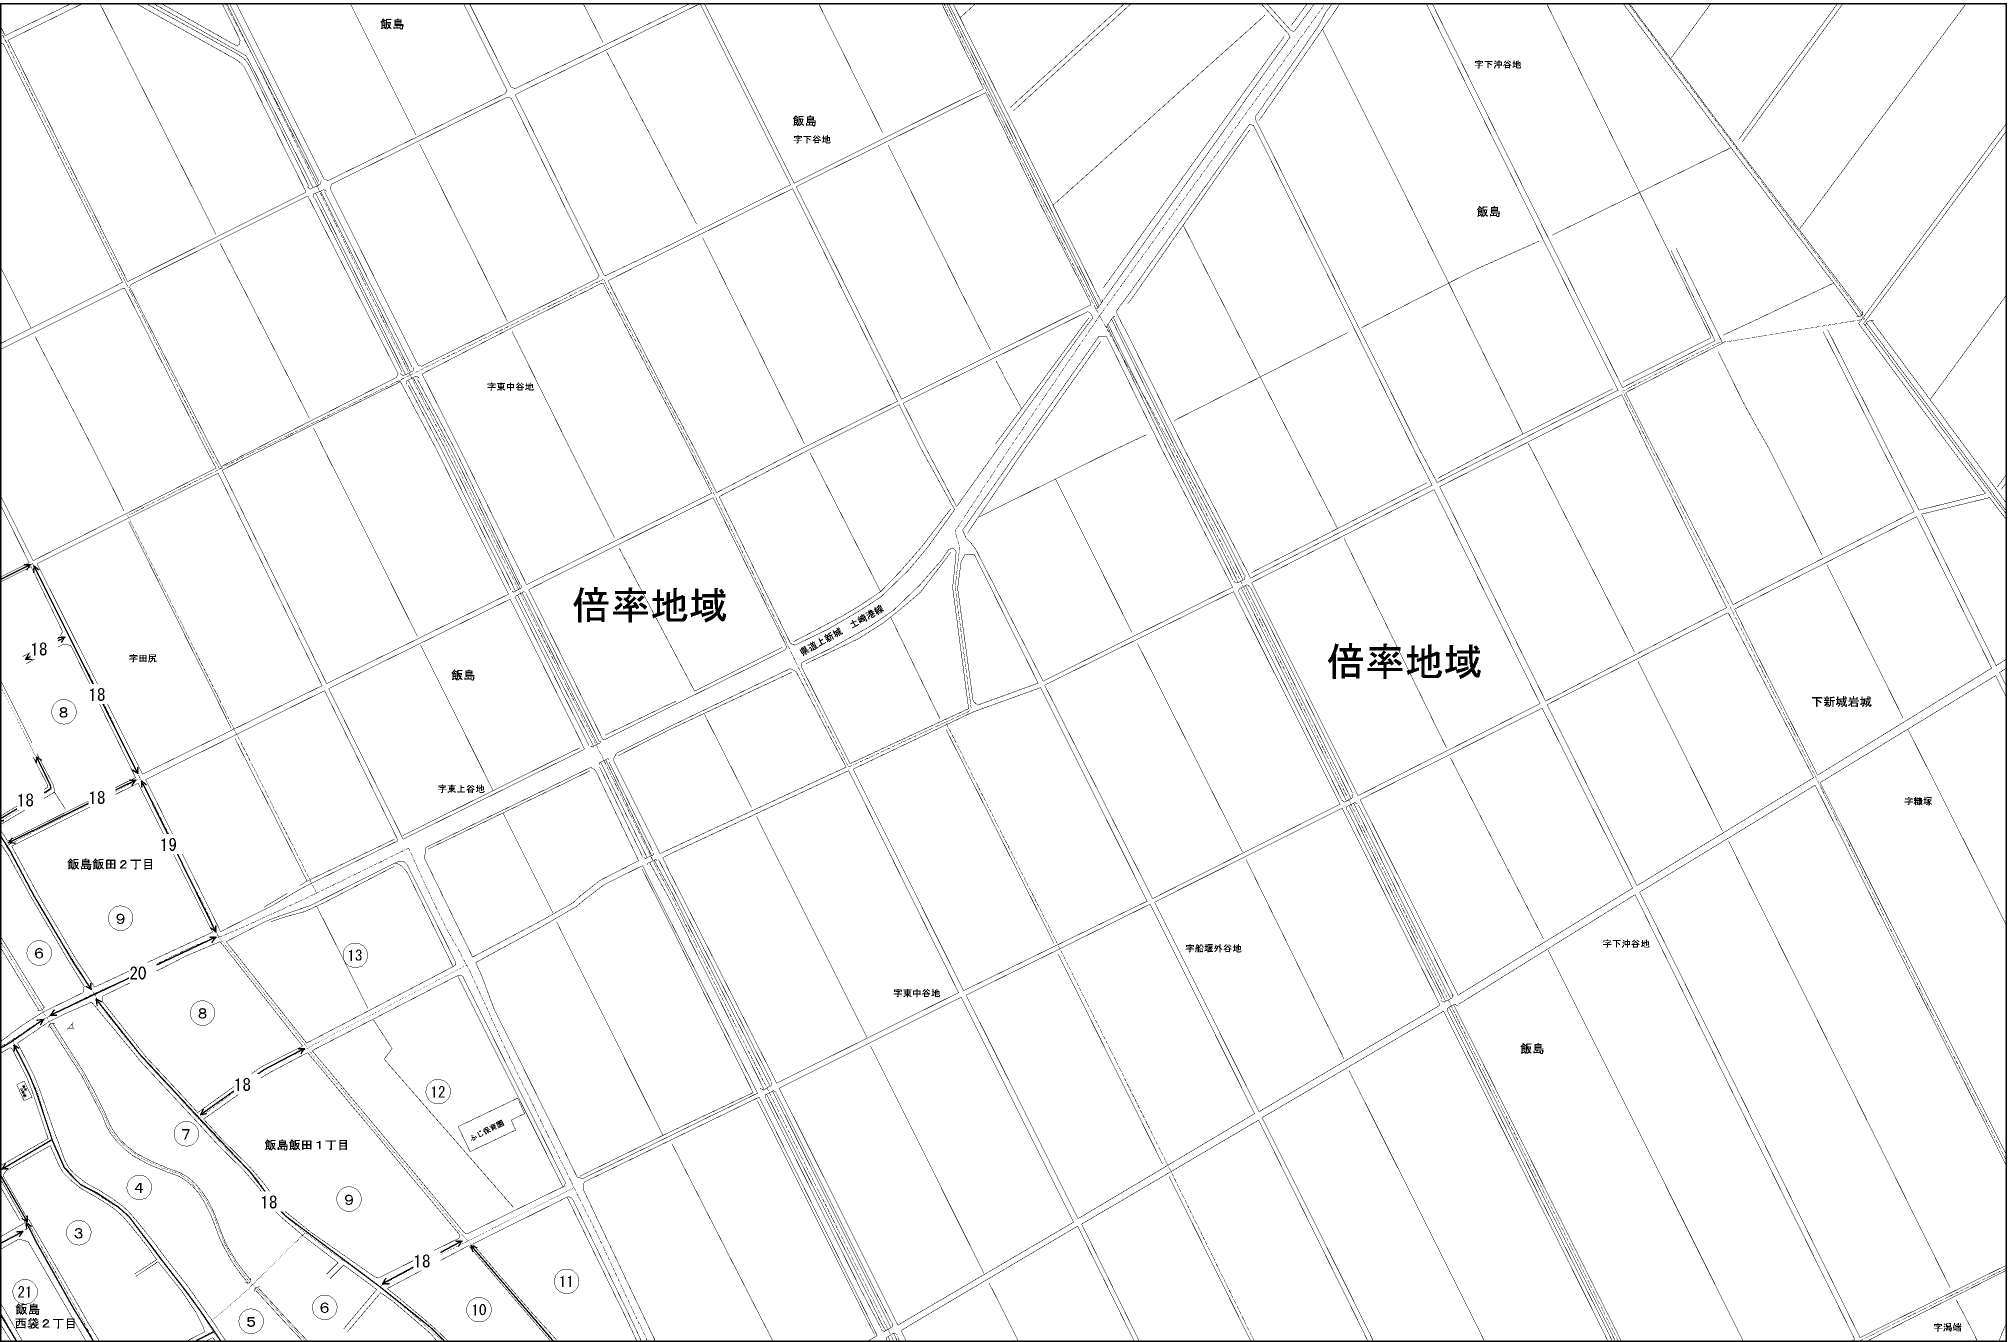 飯島
字下沖谷地
飯島
字下谷地
飯島
字東中谷地
倍率地域
県道上新城　土崎港線
18
字田尻
飯島
倍率地域
18
⑧
下新城岩城
字東上谷地
18
18
字糠塚
19
飯島飯田２丁目
⑨
⑥
⑬
字船堰外谷地
字下沖谷地
20
字東中谷地
⑧
飯島
18
⑫
ふじ保育園
⑦
飯島飯田１丁目
④
18
⑨
③
18
⑪
㉑
飯島
西袋２丁目
⑥
⑩
⑤
字潟端